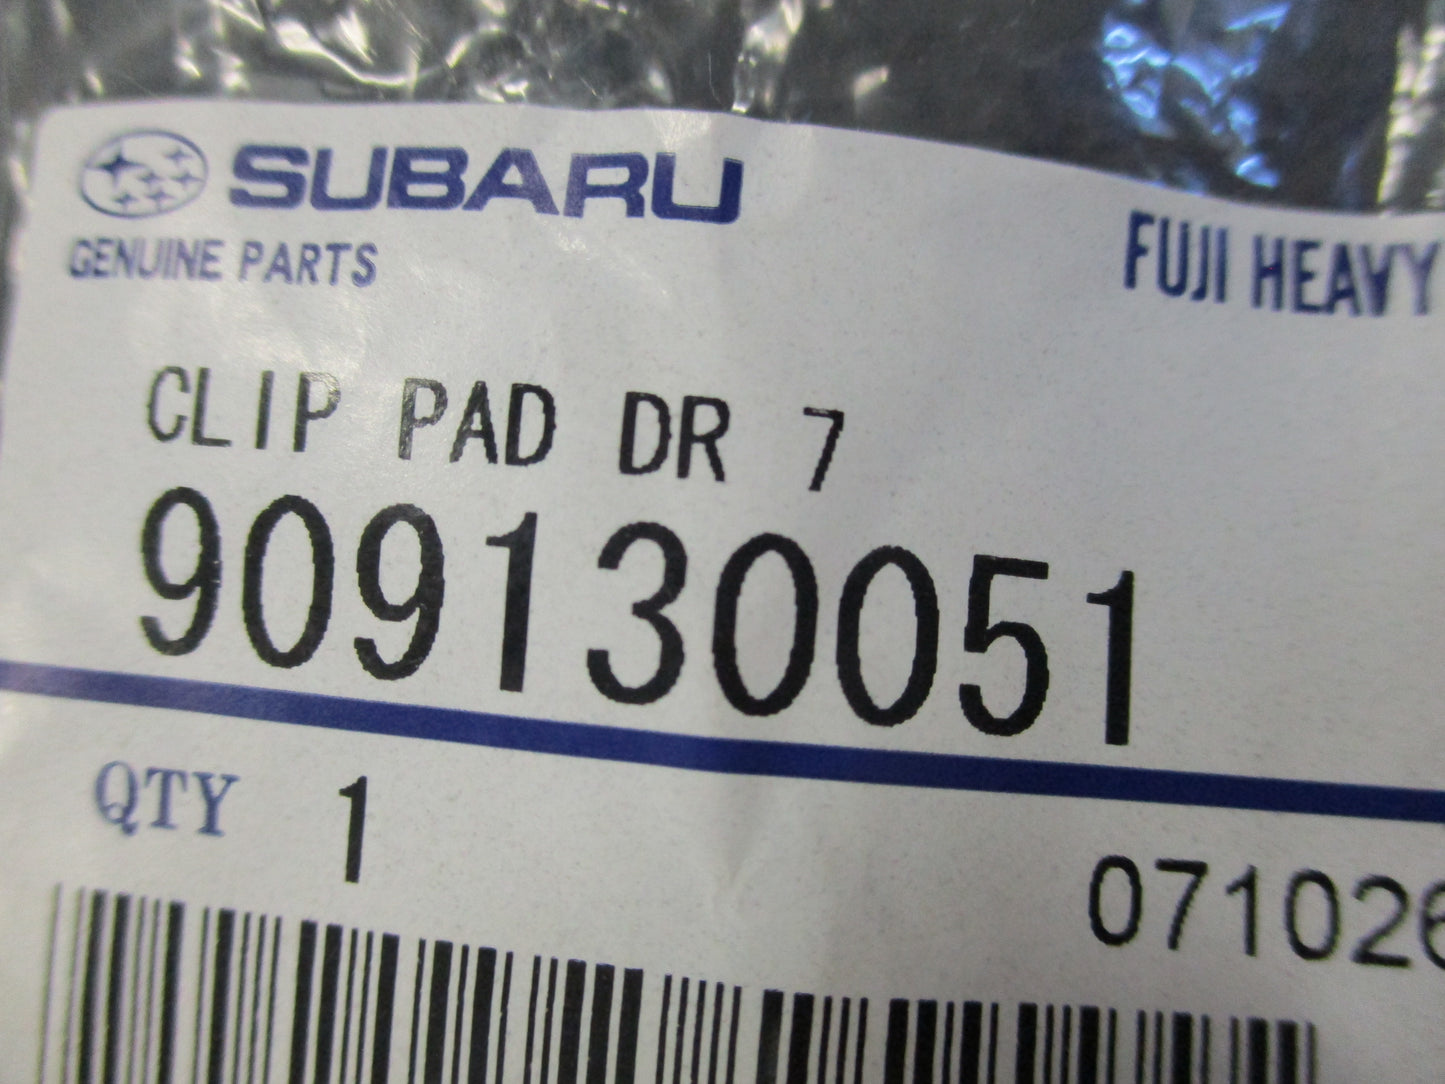 SUBARU
GENUINE PARTS
FUJI HEAVY
CLIP PAD DR 7
909130051
QTY 1
071026